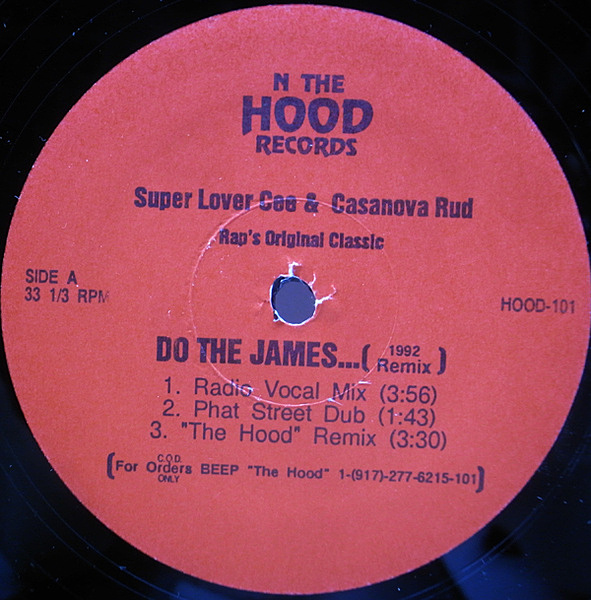 N THE
HOOD
RECORDS
Super Lover Cee & Casanova Rud
Rap's Original Classic
SIDE A
33 1/3 RPM
HOOD-101
DO THE JAMES...( 1992 Remix )
1. Radio Vocal Mix (3:56)
2. Phat Street Dub (1:43)
3. "The Hood" Remix (3:30)
(For C.O.D. Orders ONLY BEEP "The Hood" 1-(917)-277-6215-101)